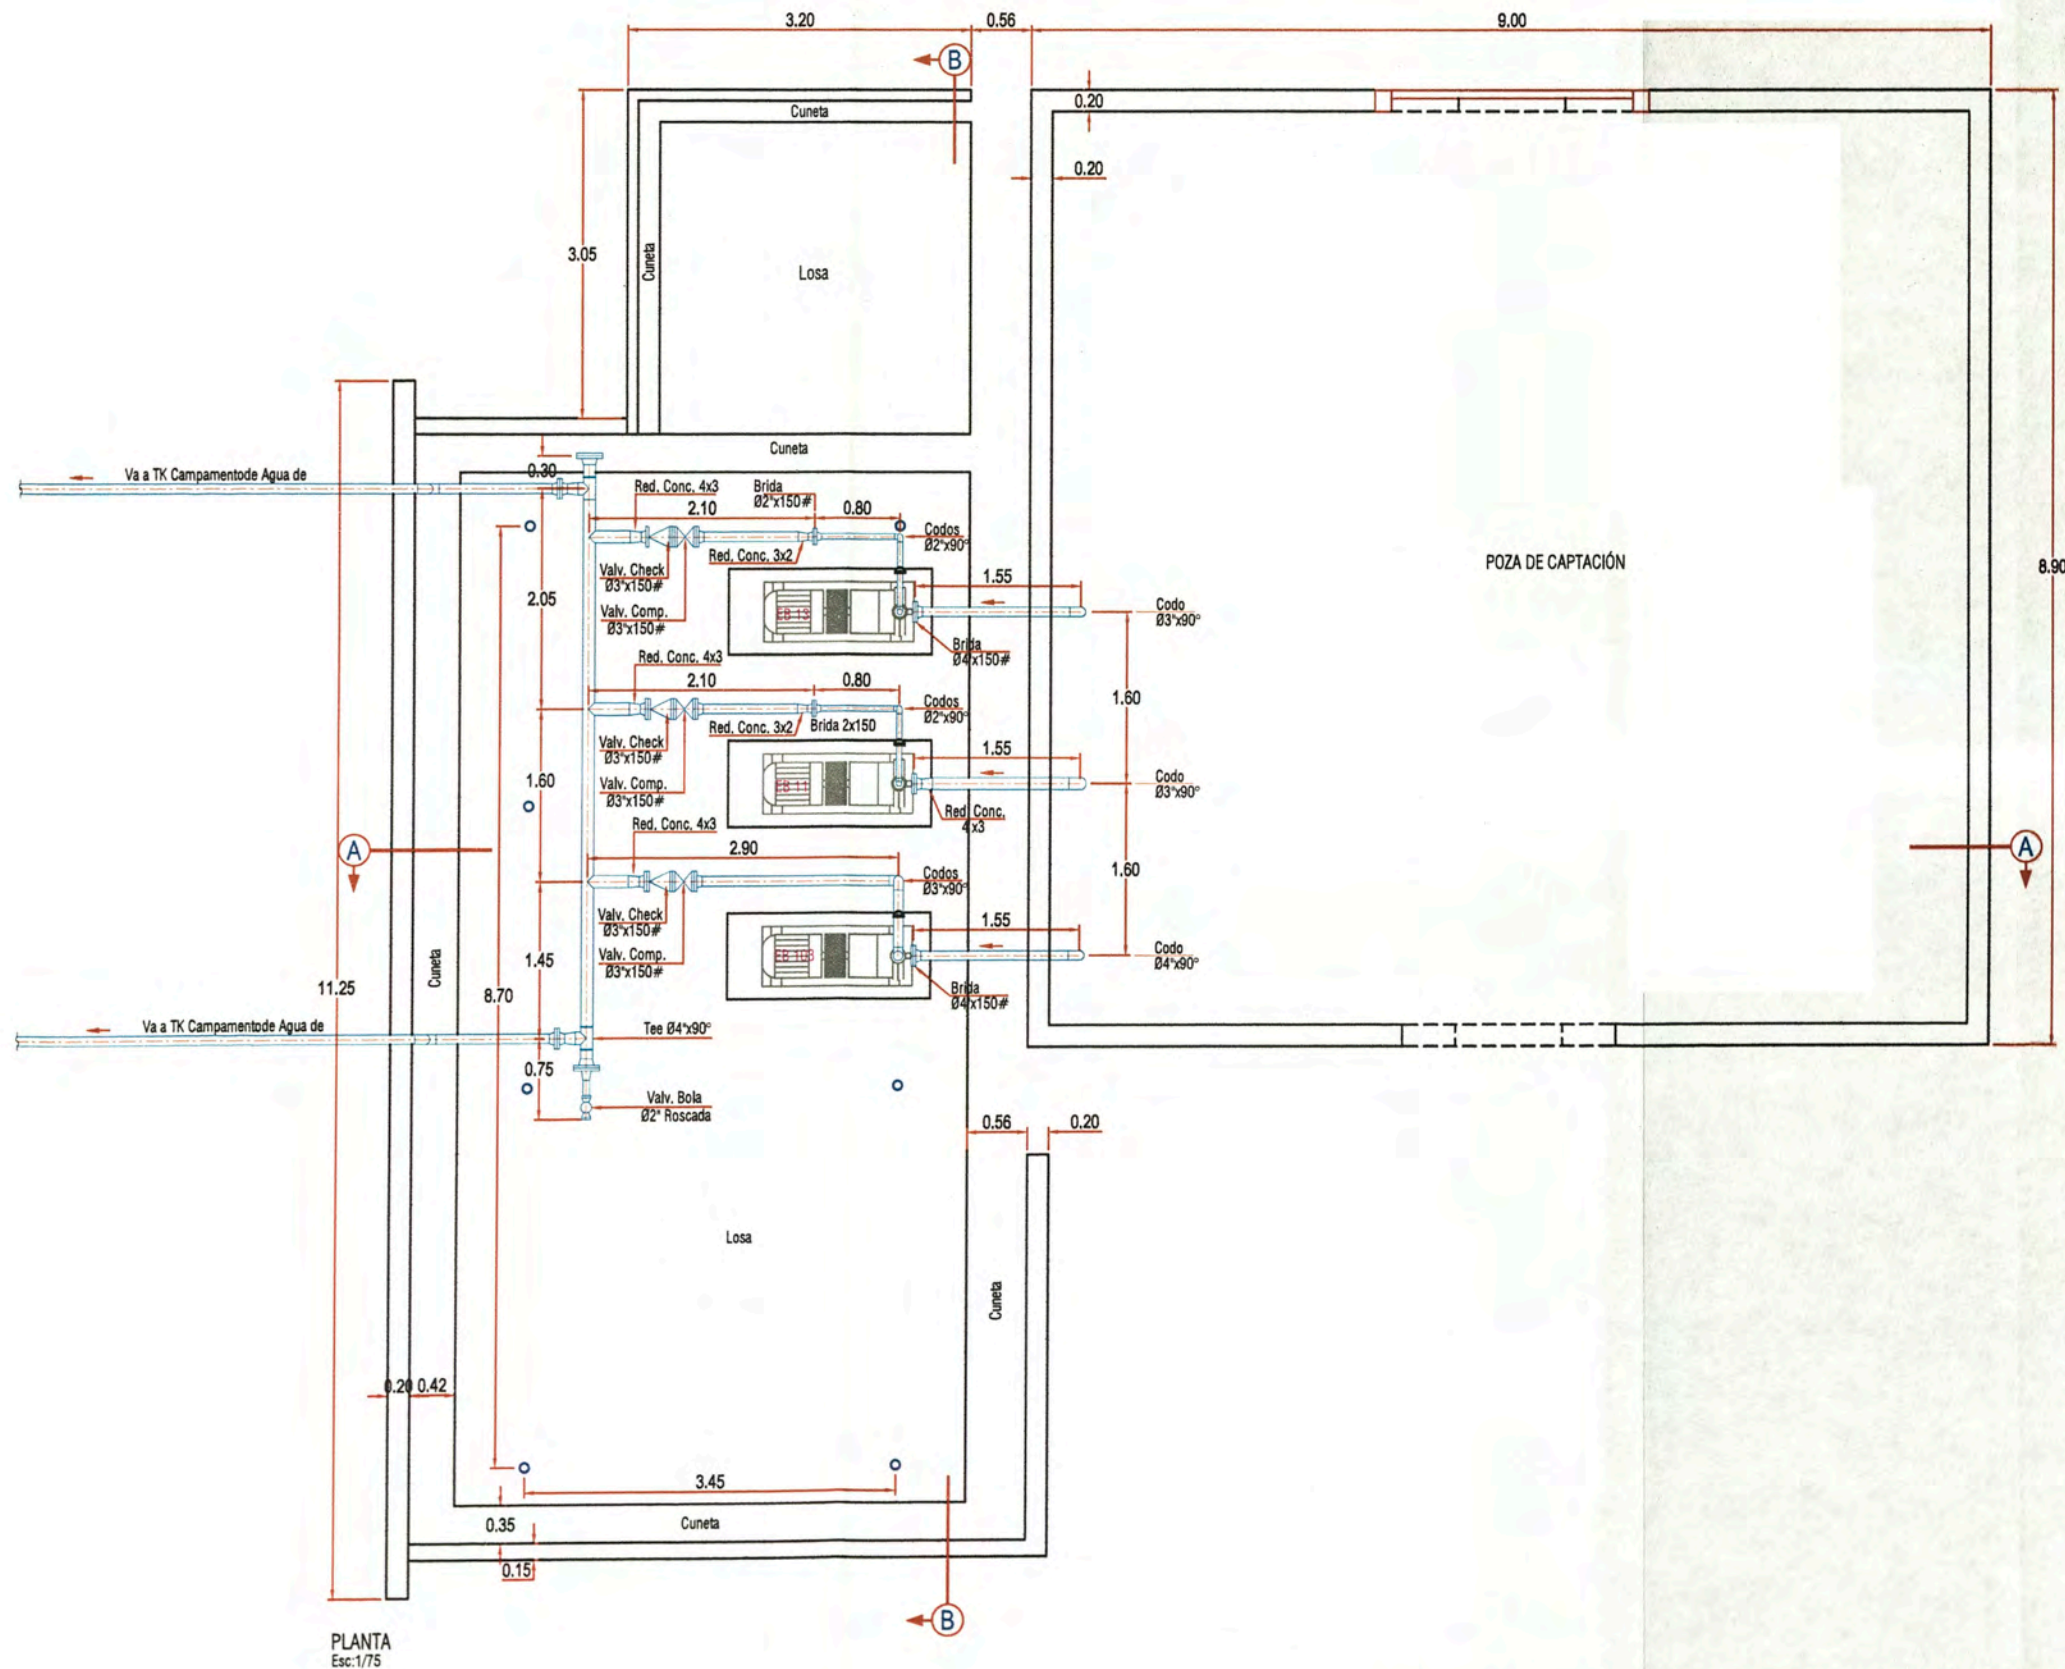 3.20
0.56
9.00
B
0.20
Cuneta
0.20
3.05
Cuneta
Losa
Cuneta
Va a TK Campamentode Agua de
0.30
Red. Conc. 4x3
Brida
Ø2"x150#
2.10
0.80
Codos
Ø2"x90°
Red. Conc. 3x2
Valv. Check
Ø3"x150#
POZA DE CAPTACIÓN
8.90
1.55
2.05
Valv. Comp.
Ø3"x150#
EB 13
Codo
Ø3"x90°
Brida
Ø4"x150#
Red. Conc. 4x3
2.10
0.80
1.60
Codos
Ø2"x90°
Red. Conc. 3x2
Brida 2x150
Valv. Check
Ø3"x150#
1.55
1.60
Valv. Comp.
Ø3"x150#
EB 11
Codo
Ø3"x90°
Red. Conc.
4x3
Red. Conc. 4x3
A
2.90
A
1.60
Codos
Ø3"x90°
Valv. Check
Ø3"x150#
1.55
1.45
Valv. Comp.
Ø3"x150#
EB 103
Codo
Ø4"x90°
Cuneta
11.25
8.70
Brida
Ø4"x150#
Va a TK Campamentode Agua de
Tee Ø4"x90°
0.75
Valv. Bola
Ø2" Roscada
0.56
0.20
Losa
Cuneta
0.20
0.42
3.45
0.35
Cuneta
0.15
B
PLANTA
Esc:1/75